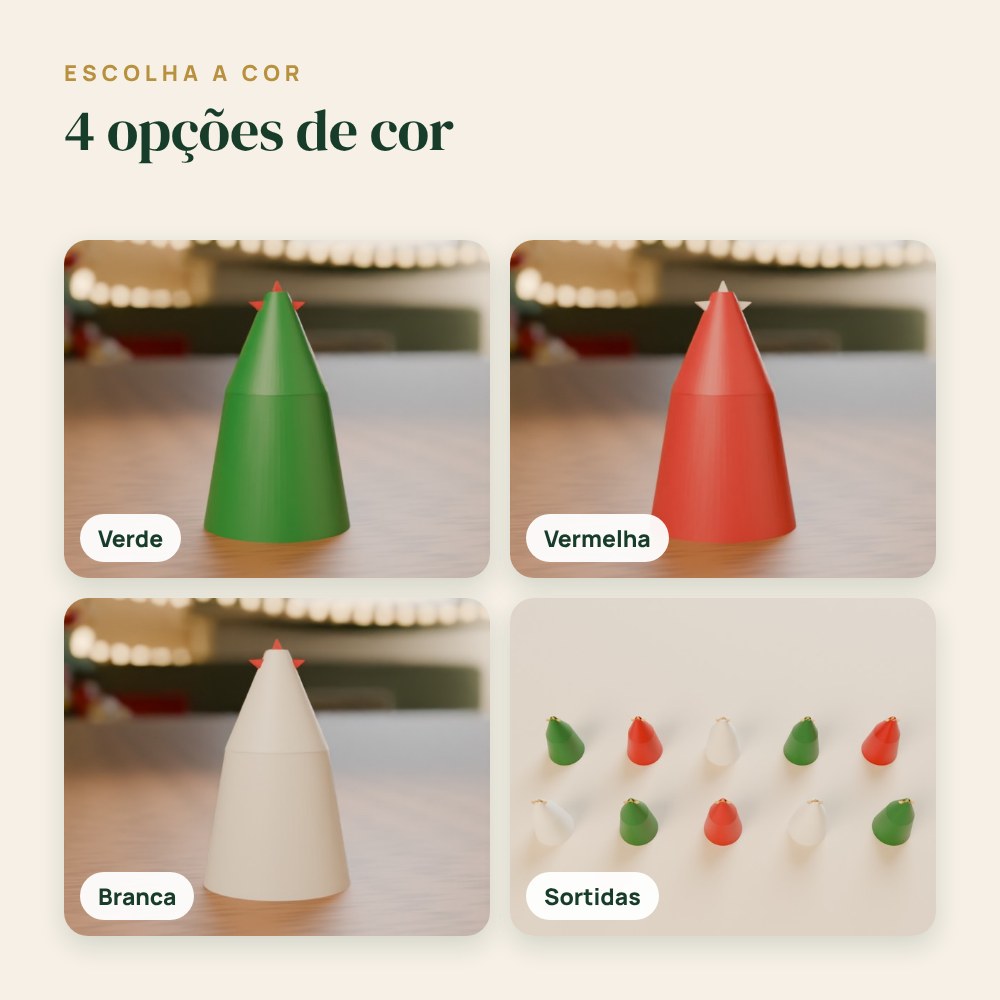 ESCOLHA A COR
4 opções de cor
Verde
Vermelha
Branca
Sortidas